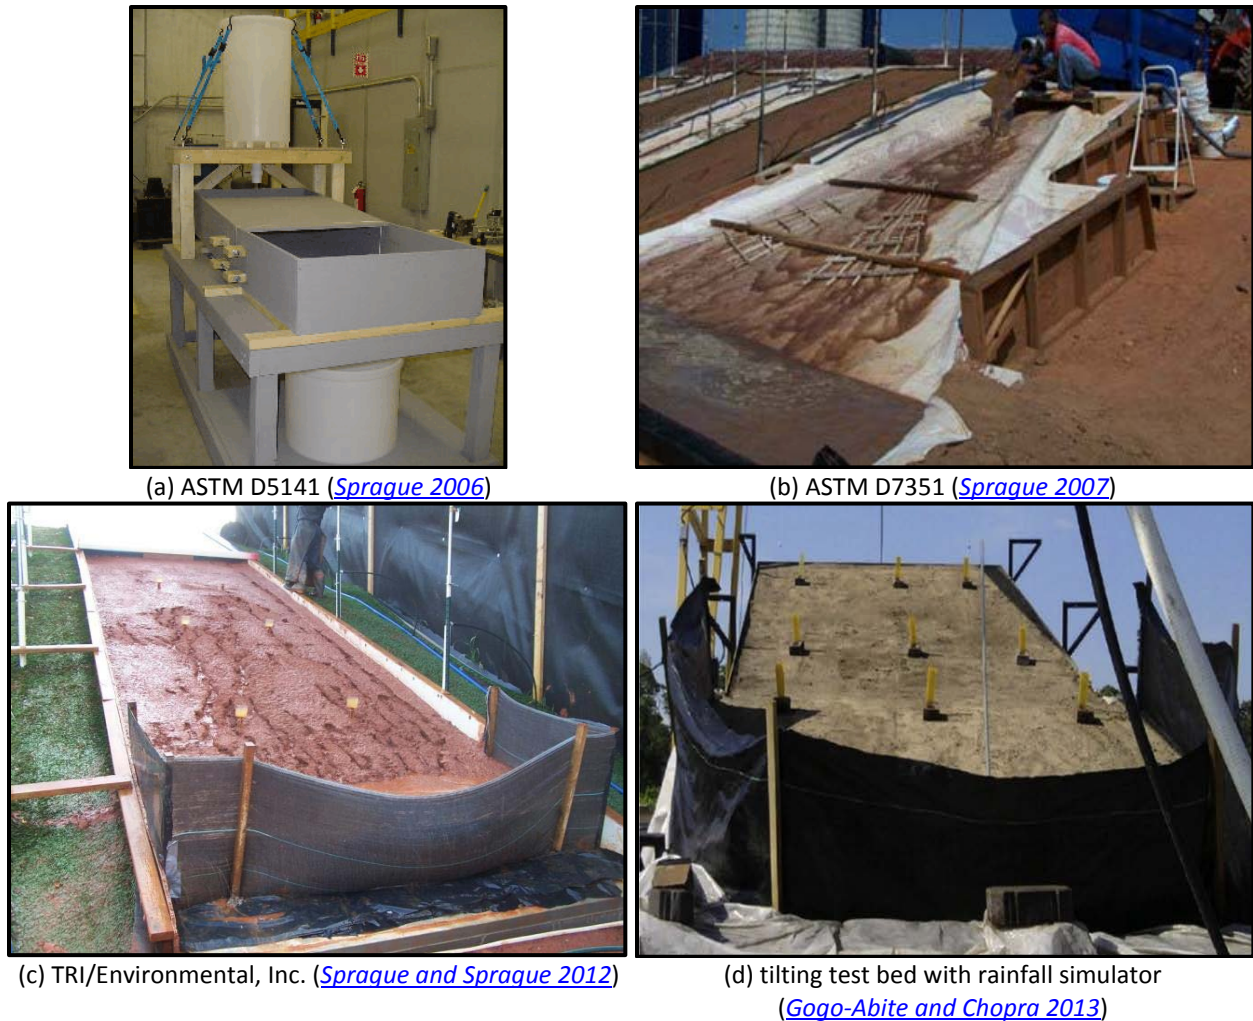 (a) ASTM D5141 (Sprague 2006)
(b) ASTM D7351 (Sprague 2007)
(c) TRI/Environmental, Inc. (Sprague and Sprague 2012)
(d) tilting test bed with rainfall simulator
(Gogo-Abite and Chopra 2013)